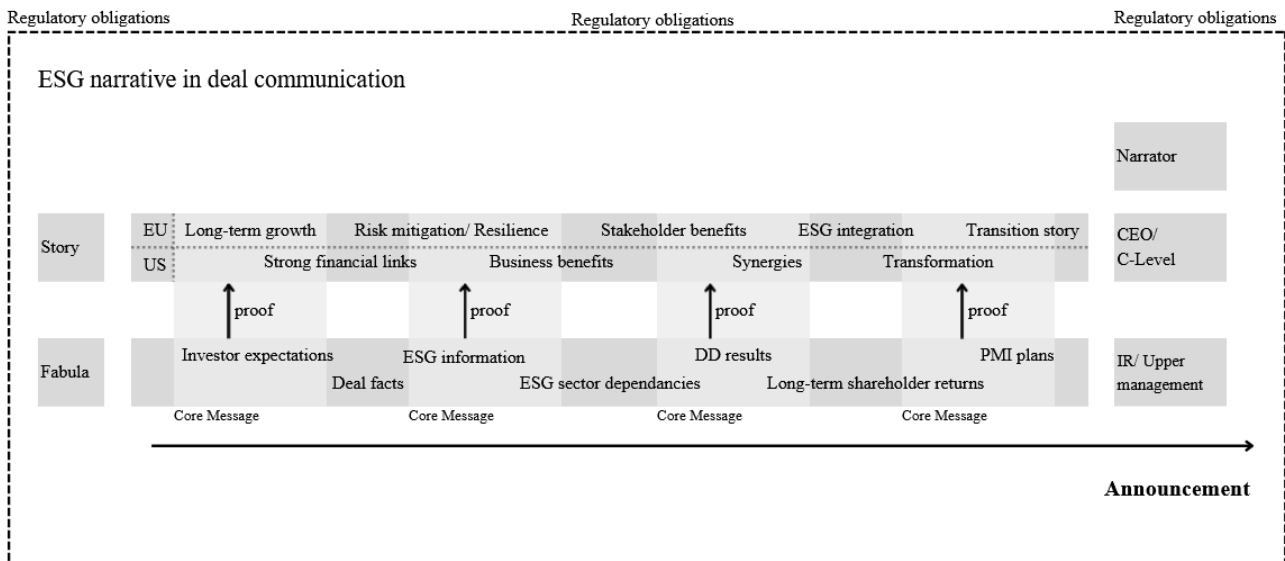 Regulatory obligations
Regulatory obligations
Regulatory obligations
ESG narrative in deal communication
Narrator
Story
EU
Long-term growth
Risk mitigation/ Resilience
Stakeholder benefits
ESG integration
Transition story
CEO/
C-Level
US
Strong financial links
Business benefits
Synergies
Transformation
proof
proof
proof
proof
Fabula
Investor expectations
ESG information
DD results
PMI plans
Deal facts
ESG sector dependancies
Long-term shareholder returns
IR/ Upper
management
Core Message
Core Message
Core Message
Core Message
Announcement